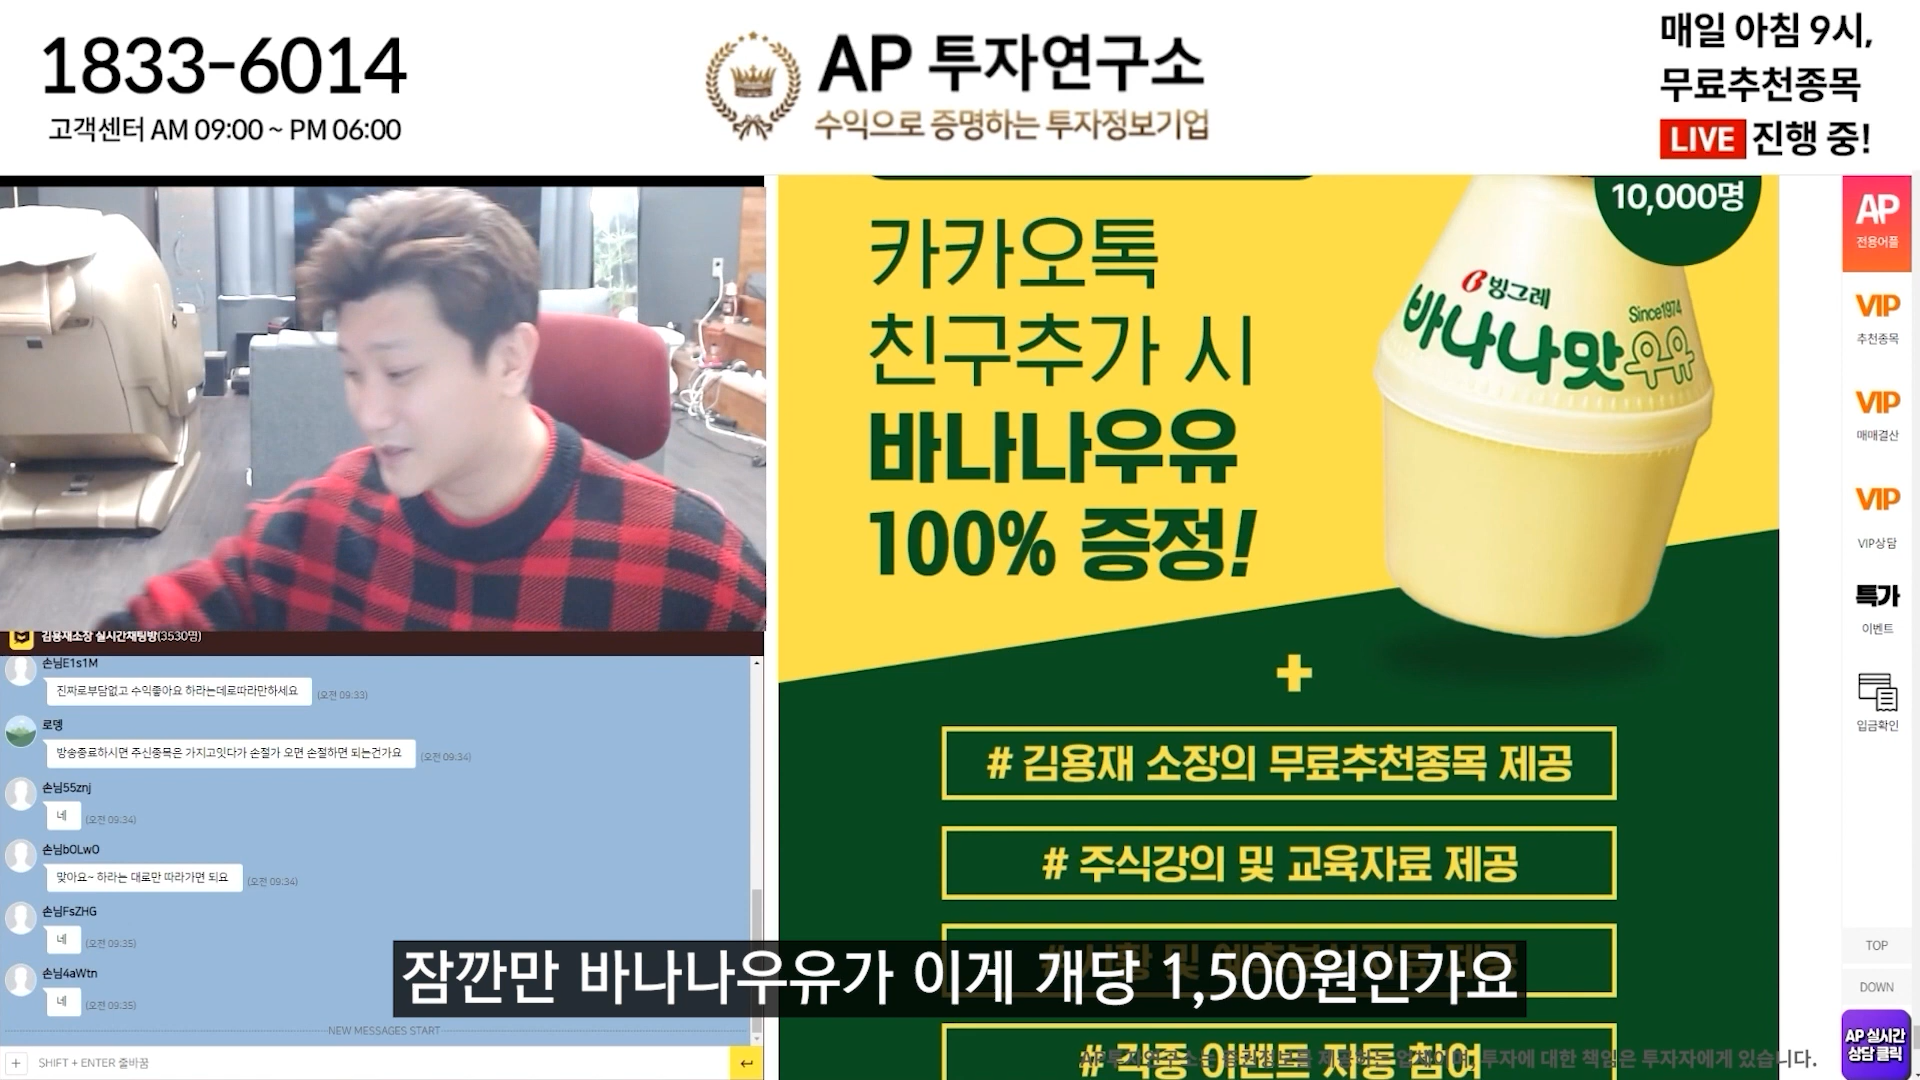 1833-6014
고객센터 AM 09:00 ~ PM 06:00
AP 투자연구소
수익으로 증명하는 투자정보기업
매일 아침 9시,
무료추천종목
LIVE 진행 중!
김용재소장 실시간채팅방(3530명)
손님E1s1M
진짜로부담없고 수익좋아요 하라는데로따라만하세요 (오전 09:33)
로뎅
방송종료하시면 주신종목은 가지고잇다가 손절가 오면 손절하면 되는건가요 (오전 09:34)
손님55znj
네 (오전 09:34)
손님bOLwO
맞아요~ 하라는 대로만 따라가면 되요 (오전 09:34)
손님FsZHG
네 (오전 09:35)
손님4aWtn
네 (오전 09:35)
NEW MESSAGES START
SHIFT + ENTER 줄바꿈
10,000명
카카오톡
친구추가 시
바나나우유
100% 증정!
빙그레
Since1974
바나나맛우유
+
# 김용재 소장의 무료추천종목 제공
# 주식강의 및 교육자료 제공
잠깐만 바나나우유가 이게 개당 1,500원인가요
# 각종 이벤트 자동 참여
투자에 대한 책임은 투자자에게 있습니다.
AP
전용어플
VIP
추천종목
VIP
매매결산
VIP
VIP상담
특가
이벤트
입금확인
TOP
DOWN
AP 실시간
상담 클릭